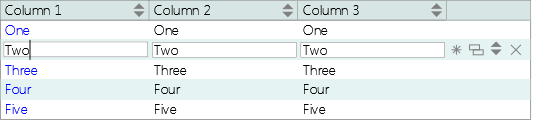 Column 1 Column 2 Column 3
One One One
Two Two Two
Three Three Three
Four Four Four
Five Five Five